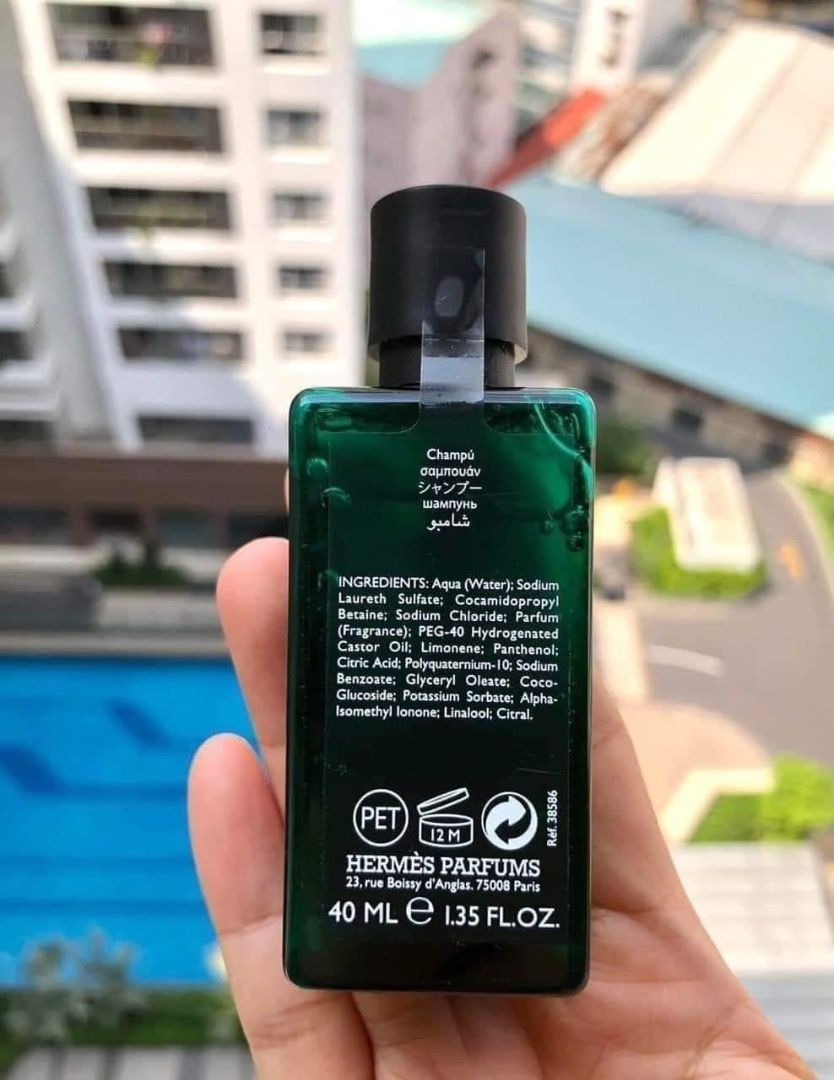 Champú
σαμπουάν
シャンプー
шампунь
شامبو
INGREDIENTS: Aqua (Water); Sodium
Laureth Sulfate; Cocamidopropyl
Betaine; Sodium Chloride; Parfum
(Fragrance); PEG-40 Hydrogenated
Castor Oil; Limonene; Panthenol;
Citric Acid; Polyquaternium-10; Sodium
Benzoate; Glyceryl Oleate; Coco-
Glucoside; Potassium Sorbate; Alpha-
Isomethyl Ionone; Linalool; Citral.
PET
12 M
Réf. 38586
HERMÈS PARFUMS
23, rue Boissy d'Anglas. 75008 Paris
40 ML e 1.35 FL.OZ.